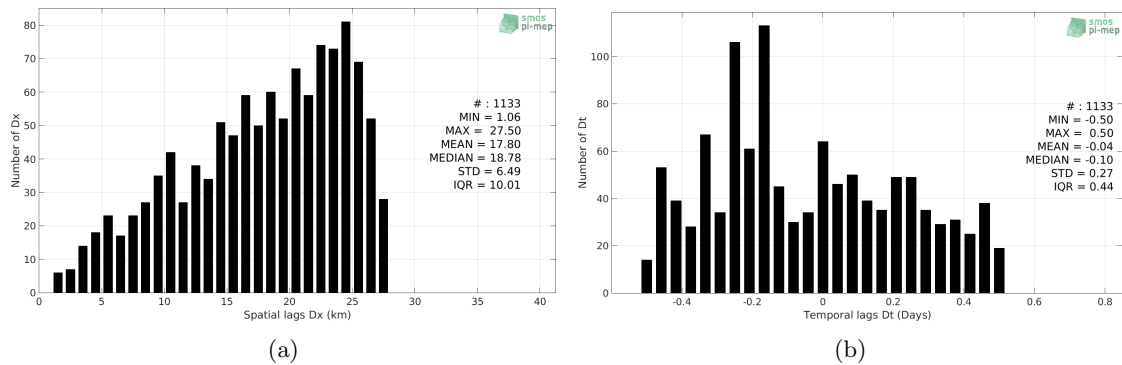 smos
pi-mep
80
70
60
50
40
30
20
10
0
Number of Dx
# : 1133
MIN = 1.06
MAX = 27.50
MEAN = 17.80
MEDIAN = 18.78
STD = 6.49
IQR = 10.01
0 5 10 15 20 25 30 35 40
Spatial lags Dx (km)
(a)
smos
pi-mep
100
80
60
40
20
0
Number of Dt
# : 1133
MIN = -0.50
MAX = 0.50
MEAN = -0.04
MEDIAN = -0.10
STD = 0.27
IQR = 0.44
-0.4 -0.2 0 0.2 0.4 0.6 0.8
Temporal lags Dt (Days)
(b)